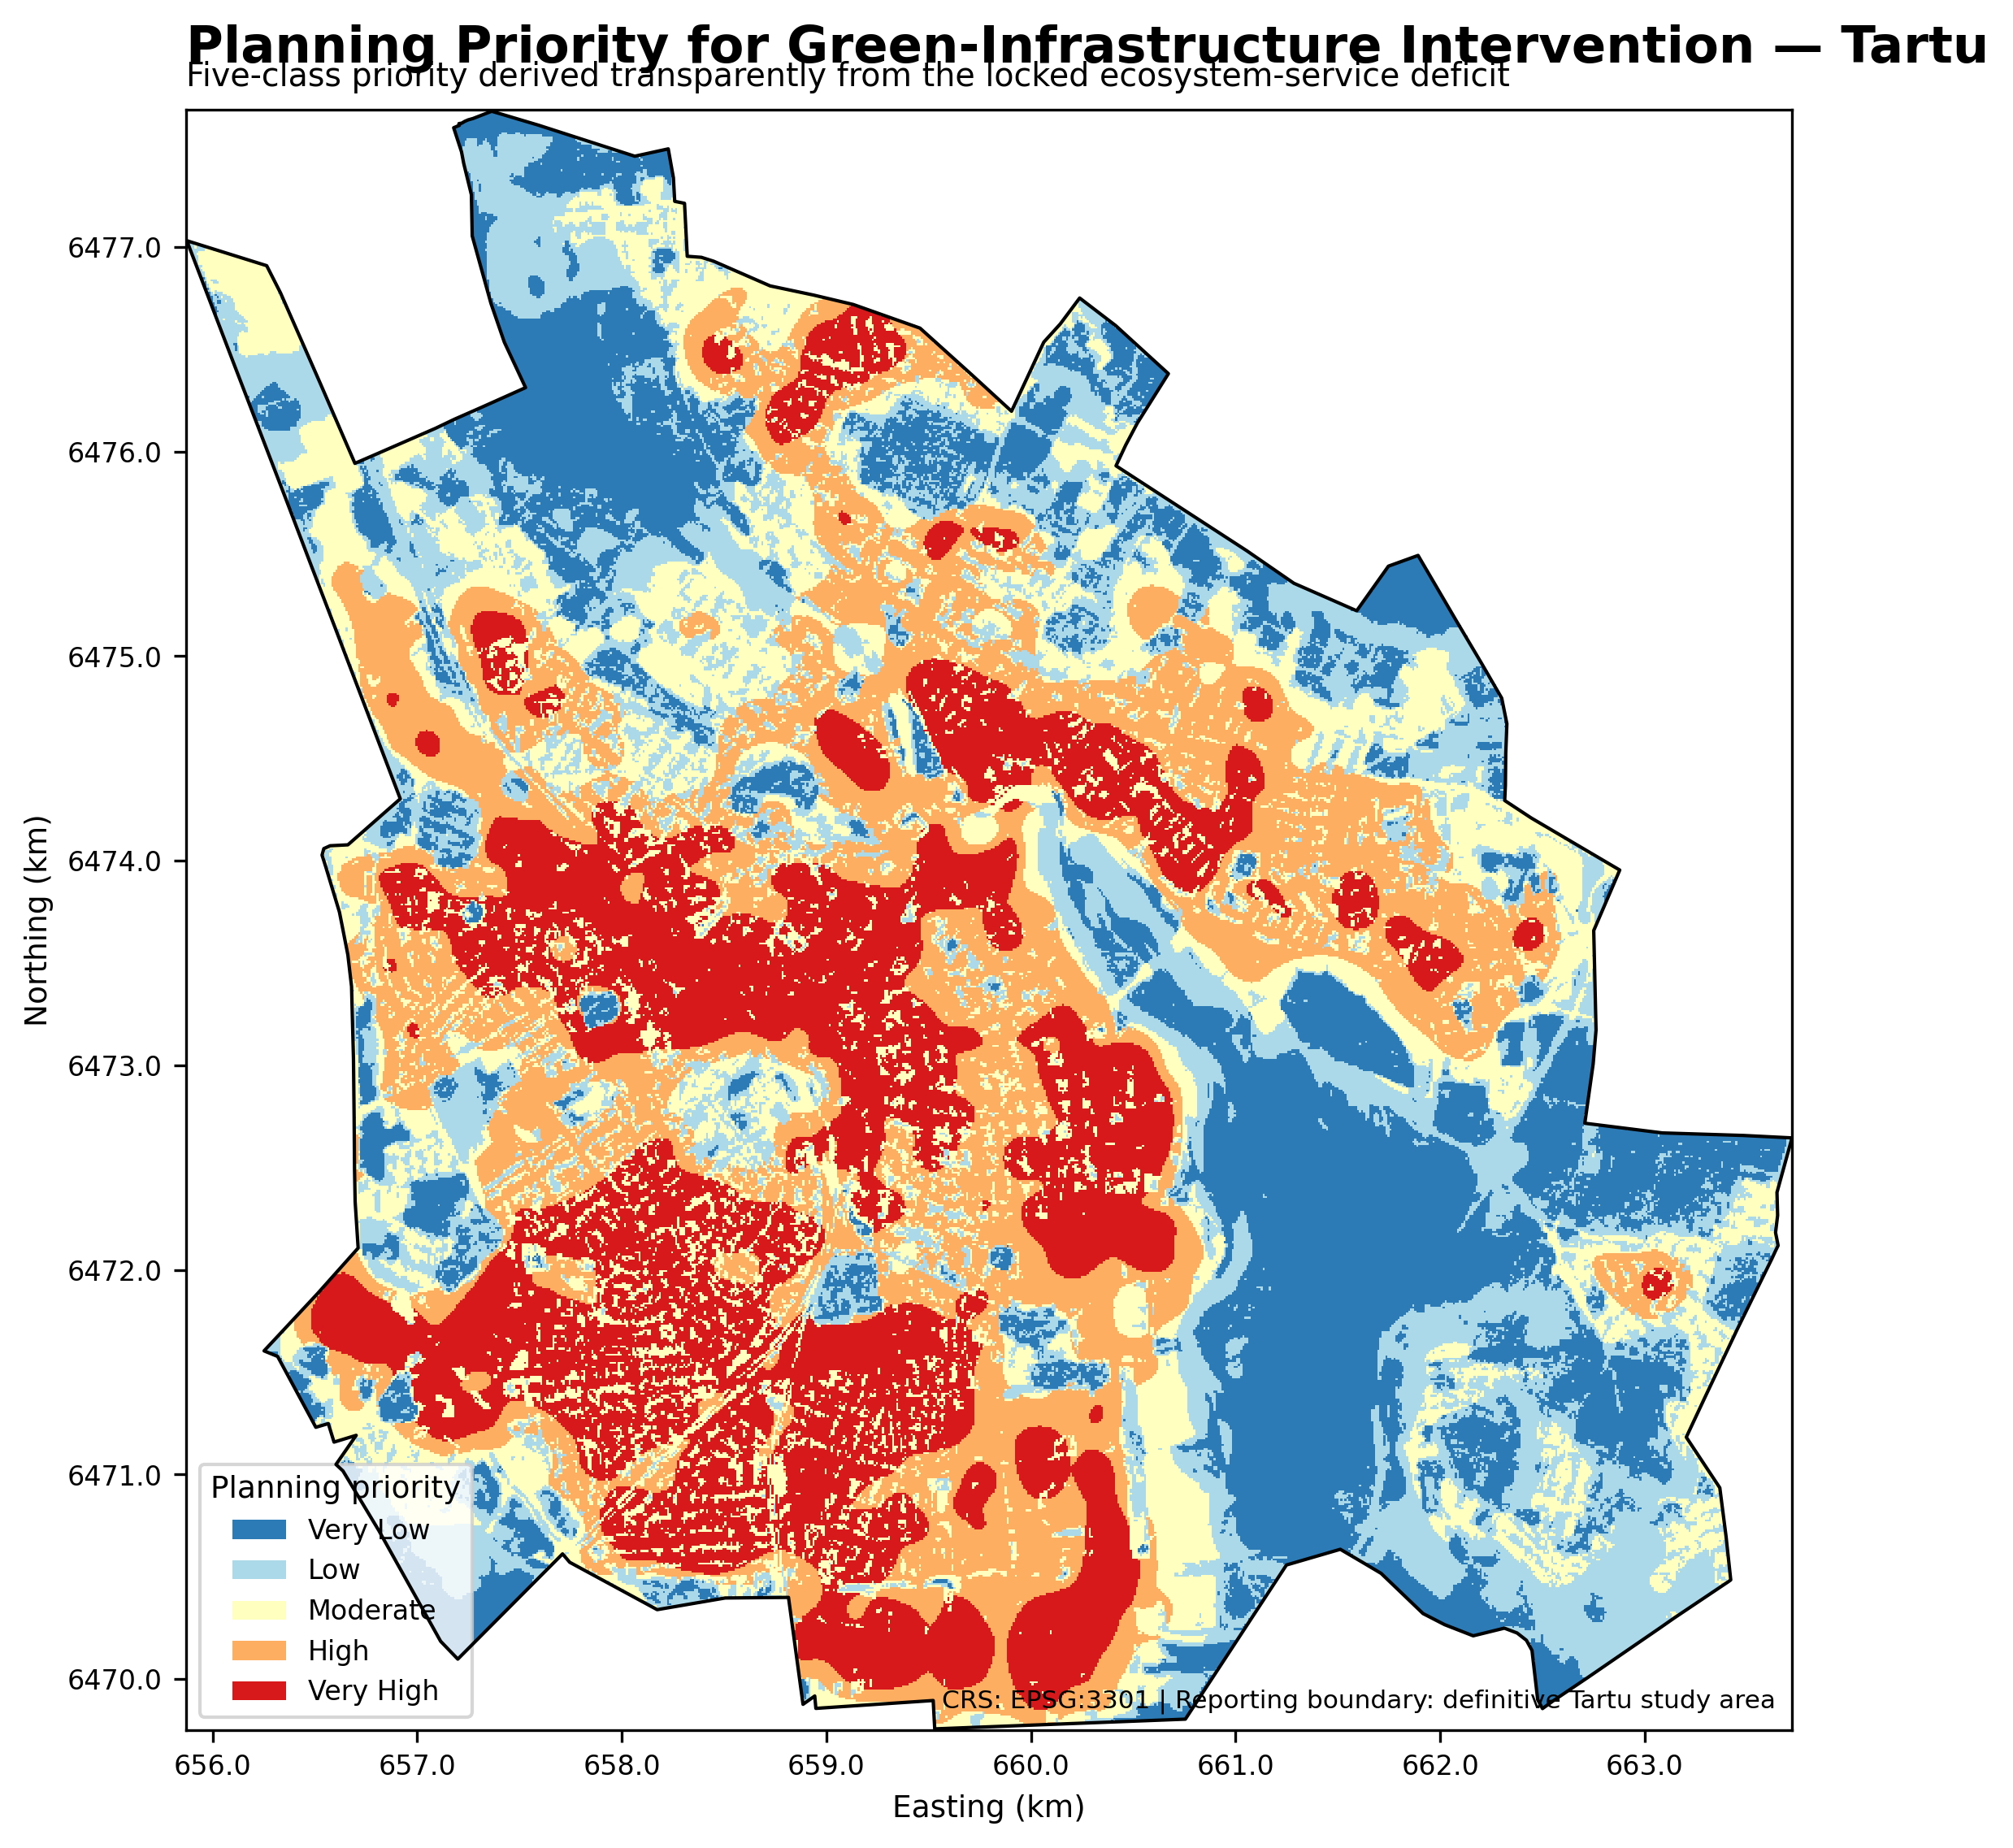 Planning Priority for Green-Infrastructure Intervention — Tartu
Five-class priority derived transparently from the locked ecosystem-service deficit
Northing (km)
6477.0
6476.0
6475.0
6474.0
6473.0
6472.0
6471.0
6470.0
Planning priority
Very Low
Low
Moderate
High
Very High
CRS: EPSG:3301 | Reporting boundary: definitive Tartu study area
656.0 657.0 658.0 659.0 660.0 661.0 662.0 663.0
Easting (km)